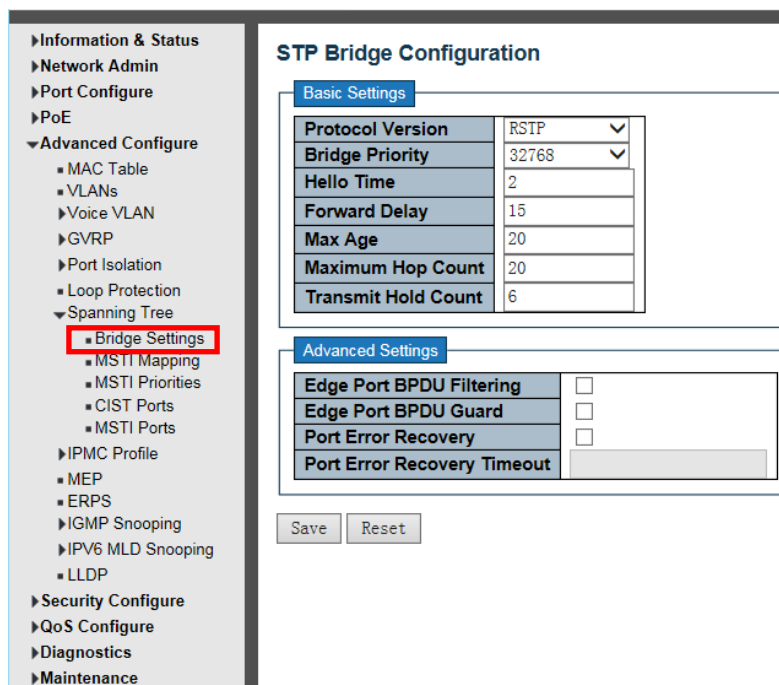 Information & Status
Network Admin
Port Configure
PoE
Advanced Configure
MAC Table
VLANs
Voice VLAN
GVRP
Port Isolation
Loop Protection
Spanning Tree
Bridge Settings
MSTI Mapping
MSTI Priorities
CIST Ports
MSTI Ports
IPMC Profile
MEP
ERPS
IGMP Snooping
IPV6 MLD Snooping
LLDP
Security Configure
QoS Configure
Diagnostics
Maintenance
STP Bridge Configuration
Basic Settings
Protocol Version RSTP
Bridge Priority 32768
Hello Time 2
Forward Delay 15
Max Age 20
Maximum Hop Count 20
Transmit Hold Count 6
Advanced Settings
Edge Port BPDU Filtering
Edge Port BPDU Guard
Port Error Recovery
Port Error Recovery Timeout
Save Reset